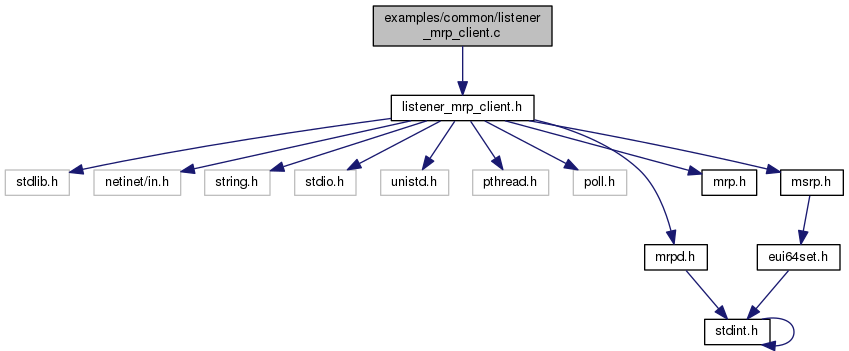 examples/common/listener
_mrp_client.c
listener_mrp_client.h
stdlib.h
netinet/in.h
string.h
stdio.h
unistd.h
pthread.h
poll.h
mrp.h
msrp.h
mrpd.h
eui64set.h
stdint.h